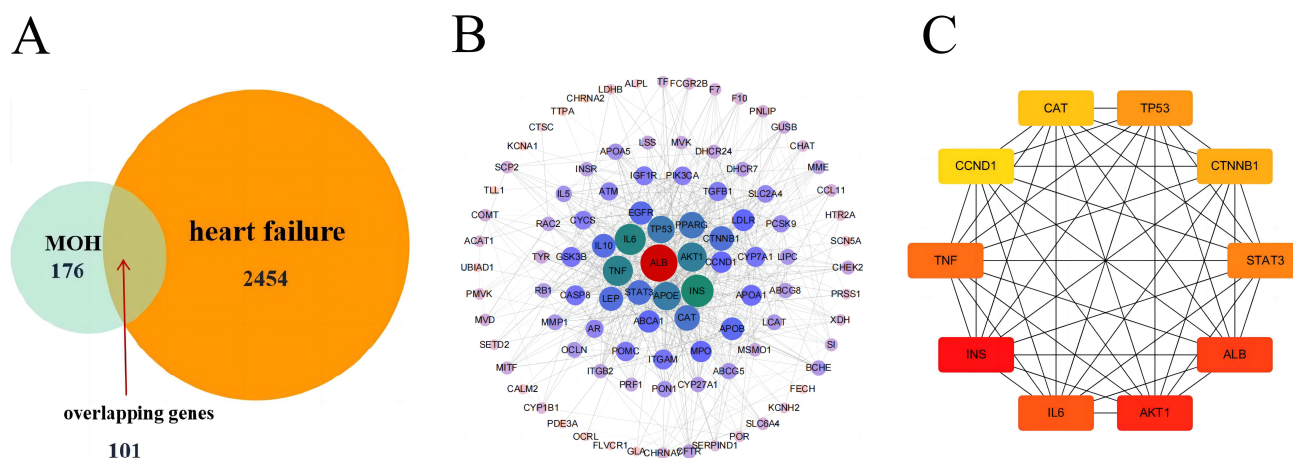 A
MOH
176
heart failure
2454
overlapping genes
101
B
TF
FCGR2B
ALPL
LDHB
F7
CHRNA2
F10
TTPA
PNLIP
CTSC
GUSB
KCNA1
CHAT
SCP2
MME
TLL1
CCL11
COMT
HTR2A
ACAT1
SCN5A
UBIAD1
CHEK2
PMVK
PRSS1
MVD
XDH
SETD2
SI
MITF
BCHE
CALM2
FECH
CYP1B1
KCNH2
PDE3A
SLC6A4
OCRL
POR
FLVCR1
SERPIND1
GLA
CHRNA7
CFTR
LSS
MVK
APOA5
DHCR24
INSR
DHCR7
IL5
ATM
IGF1R
PIK3CA
TGFB1
SLC2A4
RAC2
CYCS
EGFR
LDLR
PCSK9
TYR
GSK3B
IL10
IL6
TP53
PPARG
CTNNB1
CYP7A1
LIPC
ALB
AKT1
CCND1
TNF
RB1
CASP8
LEP
STAT3
APOE
INS
APOA1
ABCG8
MMP1
AR
ABCA1
CAT
APOB
LCAT
OCLN
POMC
ITGAM
MPO
MSMO1
ITGB2
PRF1
PON1
CYP27A1
ABCG5
C
CAT
TP53
CCND1
CTNNB1
TNF
STAT3
INS
ALB
IL6
AKT1